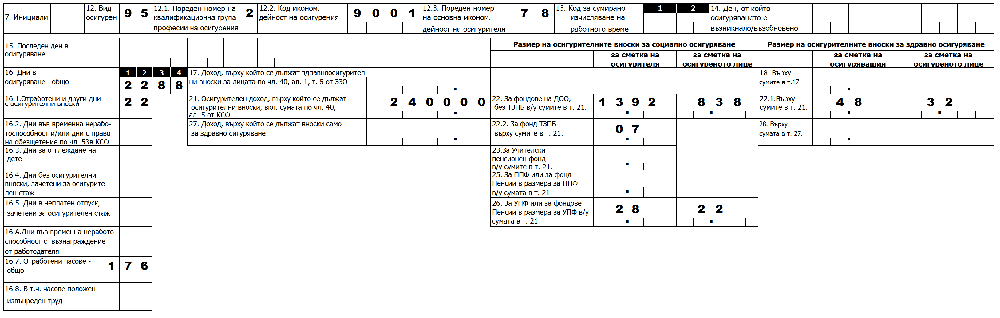 7. Инициали
12. Вид
осигурен
9 5
12.1. Пореден номер на
квалификационна група
професии на осигурения
2
12.2. Код иконом.
дейност на осигурения
9 0 0 1
12.3. Пореден номер
на основна иконом.
дейност на осигурителя
7 8
13. Код за сумирано
изчисляване на
работното време
1 2
14. Ден, от който
осигуряването е
възникнало/възобновено
15. Последен ден в
осигуряване
Размер на осигурителните вноски за социално осигуряване
Размер на осигурителните вноски за здравно осигуряване
за сметка на
осигурителя
за сметка на
осигуреното лице
за сметка на
осигуряващия
за сметка на
осигуреното лице
16. Дни в
осигуряване - общо
1 2 3 4
2 2 8 8
17. Доход, върху който се дължат здравноосигурител-
ни вноски за лицата по чл. 40, ал. 1, т. 5 от ЗЗО
.
18. Върху
сумите в т.17
.
16.1.Отработени и други дни
с осигурителни вноски
2 2
21. Осигурителен доход, върху който се дължат
осигурителни вноски, вкл. сумата по чл. 40,
ал. 5 от КСО
2 4 0 0 . 0 0
22. За фондове на ДОО,
без ТЗПБ в/у сумите в т. 21.
1 3 . 9 2
8 . 3 8
22.1.Върху
сумите в т. 21.
4 . 8
3 . 2
16.2. Дни във временна нерабо-
тоспособност и/или дни с право
на обезщетение по чл. 53в КСО
27. Доход, върху който се дължат вноски само
за здравно сигуряване
.
22.2. За фонд ТЗПБ
върху сумите в т. 21.
0 . 7
28. Върху
сумата в т. 27.
.
16.3. Дни за отглеждане на
дете
23.За Учителски
пенсионен фонд
в/у сумите в т. 21.
.
16.4. Дни без осигурителни
вноски, зачетени за осигурите-
лен стаж
25. За ППФ или за фонд
Пенсии в размера за ППФ
в/у сумата в т. 21.
.
16.5. Дни в неплатен отпуск,
зачетени за осигурителен стаж
26. За УПФ или за фондове
Пенсии в размера за УПФ в/у
сумата в т. 21
2 . 8
2 . 2
16.А.Дни във временна неработо-
способност с възнаграждение
от работодателя
16.7. Отработени часове -
общо
1 7 6
16.8. В т.ч. часове положен
извънреден труд